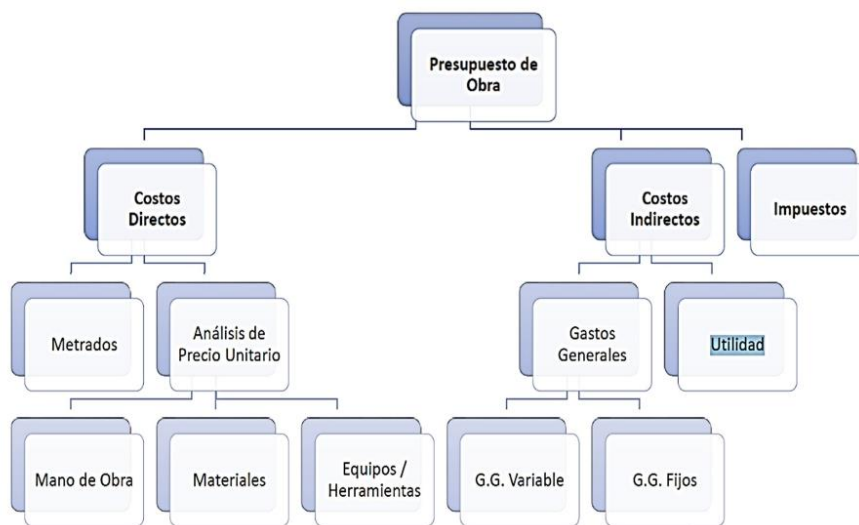 Presupuesto de
Obra
Costos
Directos
Costos
Indirectos
Impuestos
Metrados
Análisis de
Precio Unitario
Gastos
Generales
Utilidad
Mano de Obra
Materiales
Equipos /
Herramientas
G.G. Variable
G.G. Fijos